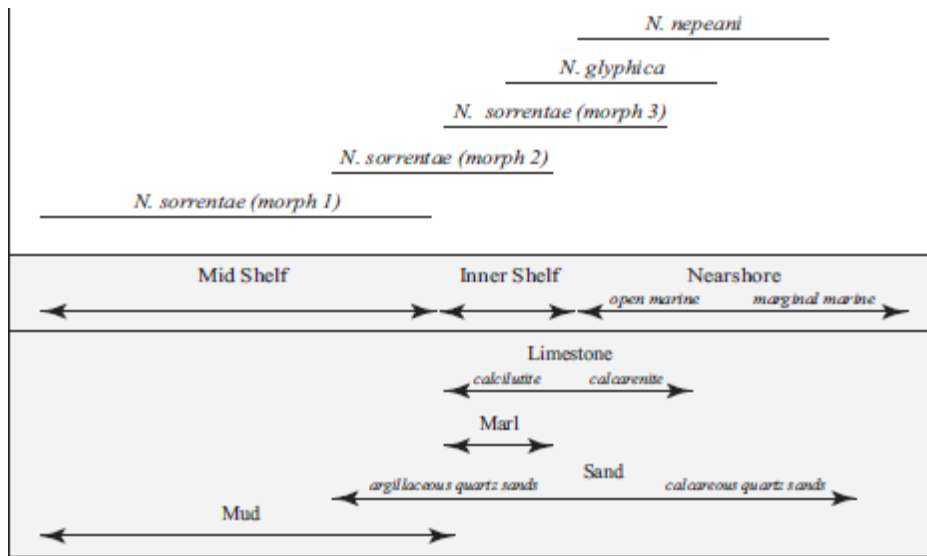 N. nepeani
N. glyphica
N. sorrentae (morph 3)
N. sorrentae (morph 2)
N. sorrentae (morph 1)
Mid Shelf Inner Shelf Nearshore
open marine marginal marine
Limestone
calcilutite calcarenite
Marl
Sand
argillaceous quartz sands calcareous quartz sands
Mud